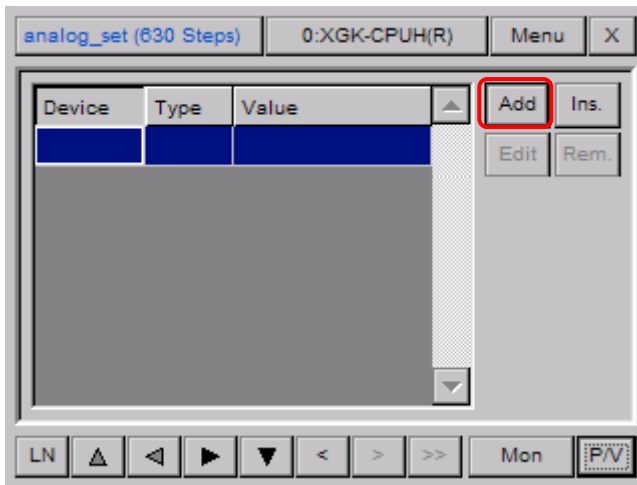 analog_set (630 Steps) 0:XGK-CPUH(R) Menu X
Device Type Value Add Ins.
Edit Rem.
LN < > >> Mon P/V